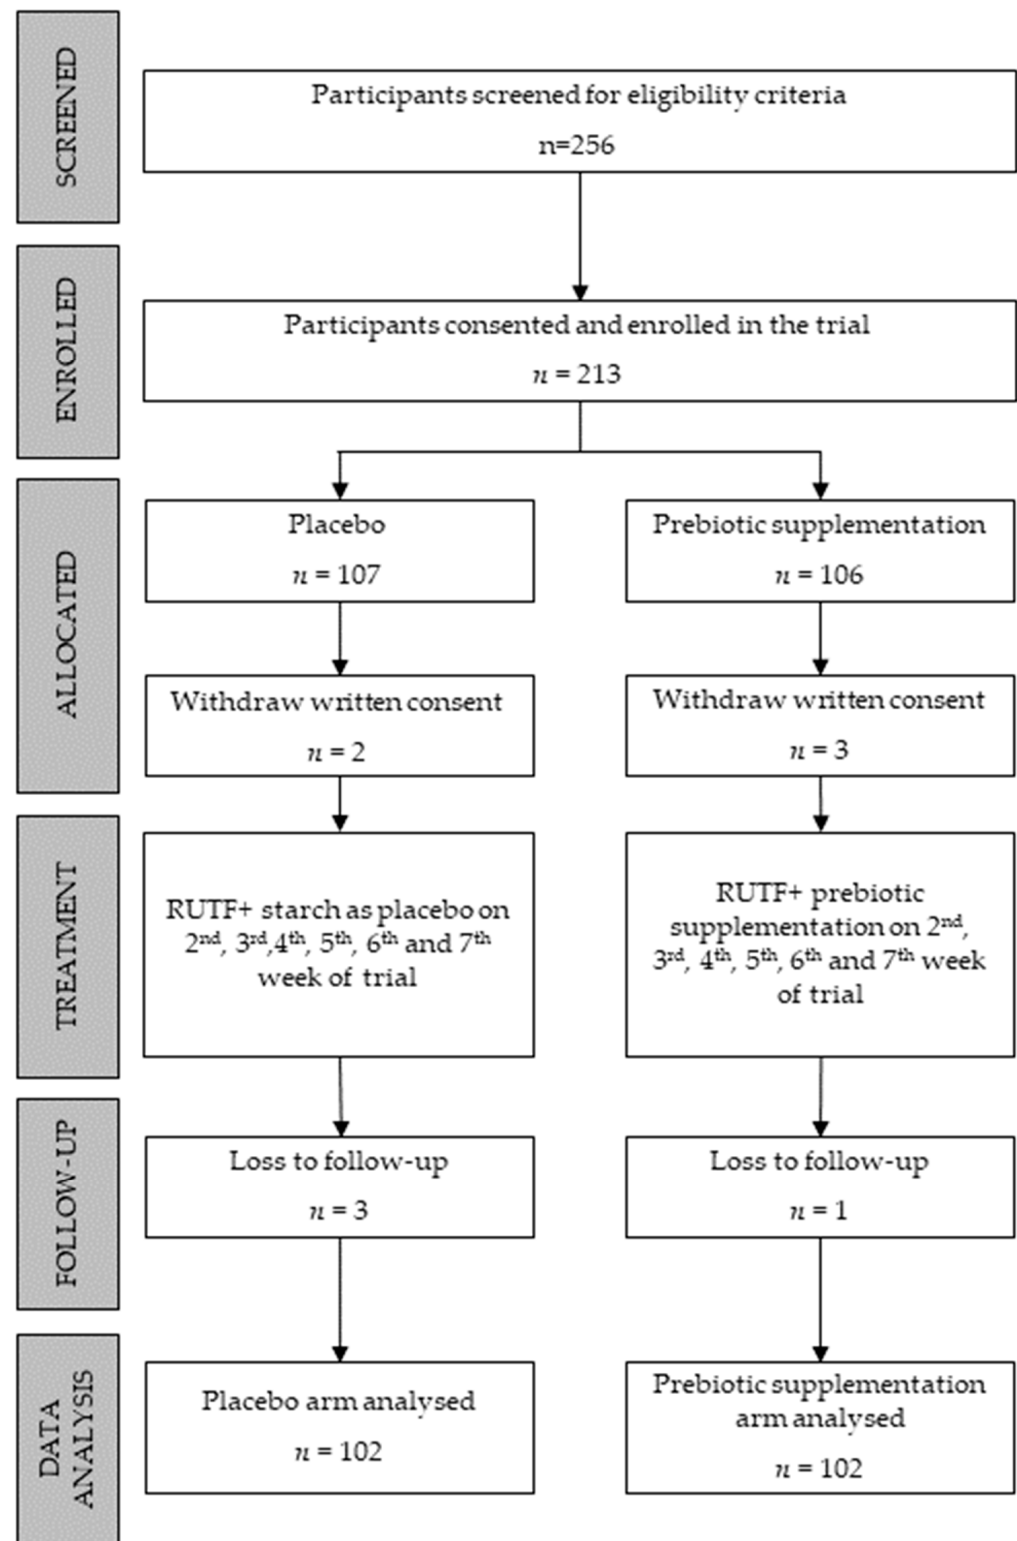 SCREENED
Participants screened for eligibility criteria
n=256
ENROLLED
Participants consented and enrolled in the trial
n = 213
ALLOCATED
Placebo
n = 107
Prebiotic supplementation
n = 106
Withdraw written consent
n = 2
Withdraw written consent
n = 3
TREATMENT
RUTF+ starch as placebo on
2nd, 3rd,4th, 5th, 6th and 7th
week of trial
RUTF+ prebiotic
supplementation on 2nd,
3rd, 4th, 5th, 6th and 7th week
of trial
FOLLOW-UP
Loss to follow-up
n = 3
Loss to follow-up
n = 1
DATA
ANALYSIS
Placebo arm analysed
n = 102
Prebiotic supplementation
arm analysed
n = 102